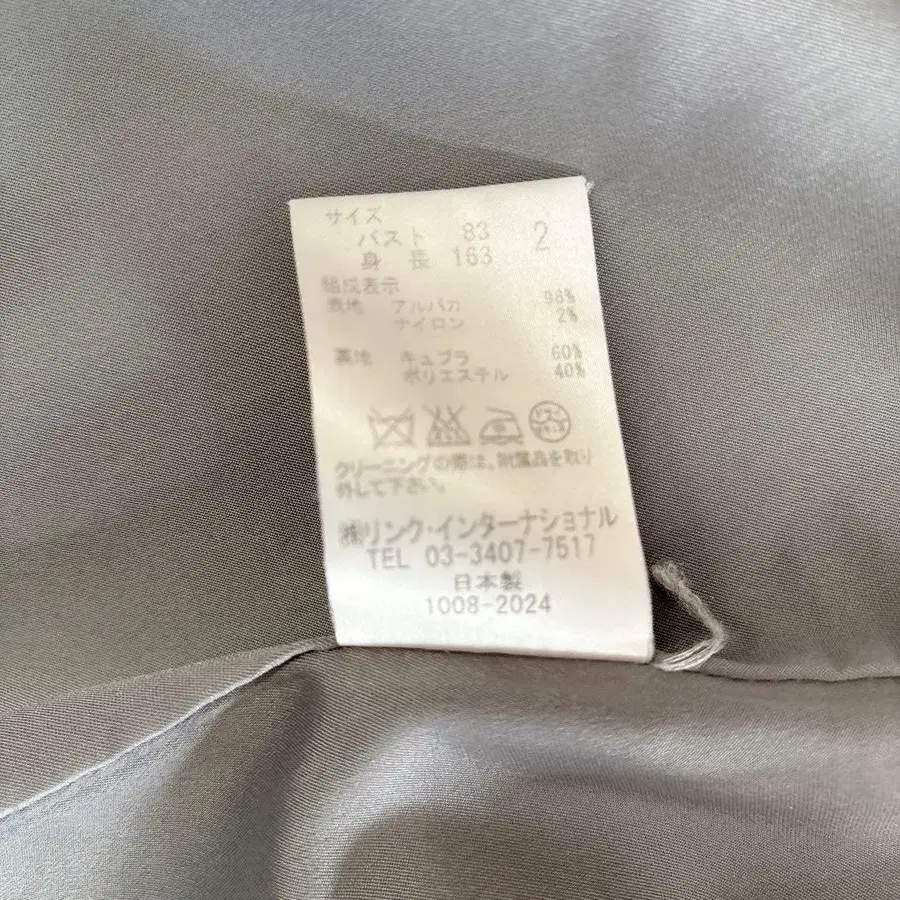 サイズ
バスト 83 2
身長 163
組成表示
表地 アルパカ 98%
ナイロン 2%
裏地 キュプラ 60%
ポリエステル 40%
クリーニングの際は、附属品を取り
外して下さい。
㈱リンク・インターナショナル
TEL 03-3407-7517
日本製
1008-2024